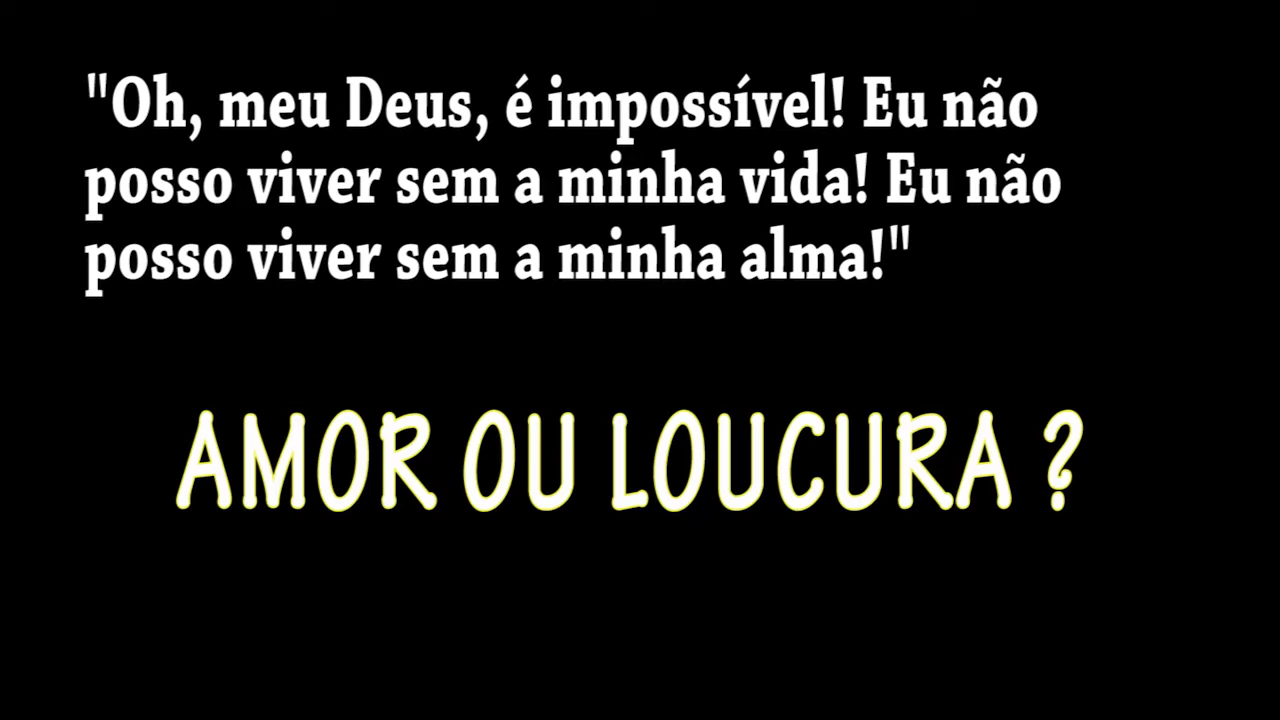 "Oh, meu Deus, é impossível! Eu não
posso viver sem a minha vida! Eu não
posso viver sem a minha alma!"
AMOR OU LOUCURA ?